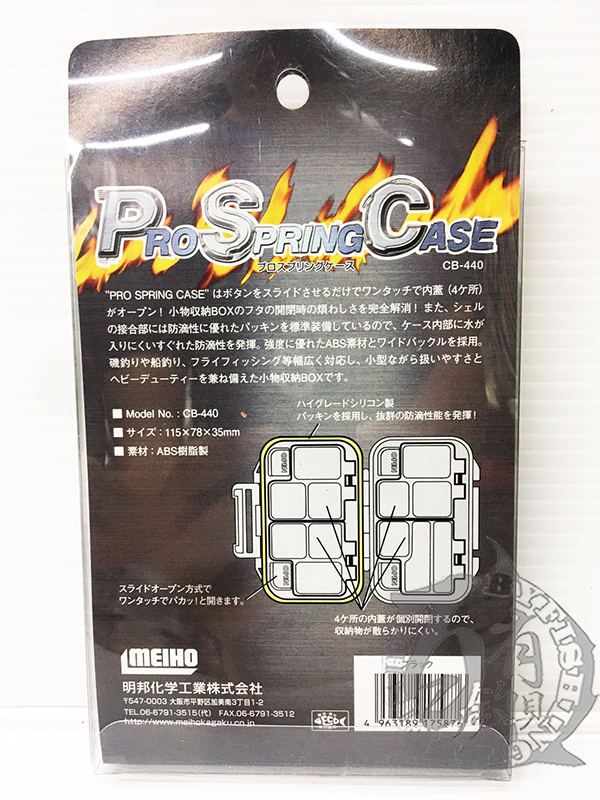 PRO SPRING CASE
プロスプリングケース
CB-440
"PRO SPRING CASE"はボタンをスライドさせるだけでワンタッチで内蓋(4ケ所)
がオープン!小物収納BOXのフタの開閉時の煩わしさを完全解消!また、シェル
の接合部には防滴性に優れたパッキンを標準装備しているので、ケース内部に水が
入りにくいすぐれた防滴性を発揮。強度に優れたABS素材とワイドバックルを採用。
磯釣りや船釣り、フライフィッシング等幅広く対応し、小型ながら扱いやすさと
ヘビーデューティーを兼ね備えた小物収納BOXです。
■ Model No.:CB-440
■ サイズ:115×78×35mm
■ 素材:ABS樹脂製
ハイグレードシリコン製
パッキンを採用し、抜群の防滴性能を発揮!
OPEN
OPEN
OPEN
OPEN
スライドオープン方式で
ワンタッチでパカッ!と開きます。
4ケ所の内蓋が個別開閉するので、
収納物が散らかりにくい。
MEIHO
明邦化学工業株式会社
〒547-0003 大阪市平野区加美南3丁目1-2
TEL.06-6791-3515(代) FAX.06-6791-3512
http://www.meihokagaku.co.jp
ブラック
4 963189 17587
BYFISHING